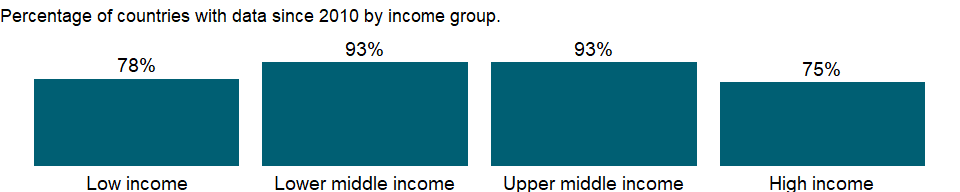 Percentage of countries with data since 2010 by income group.
78%
93%
93%
75%
Low income
Lower middle income
Upper middle income
High income